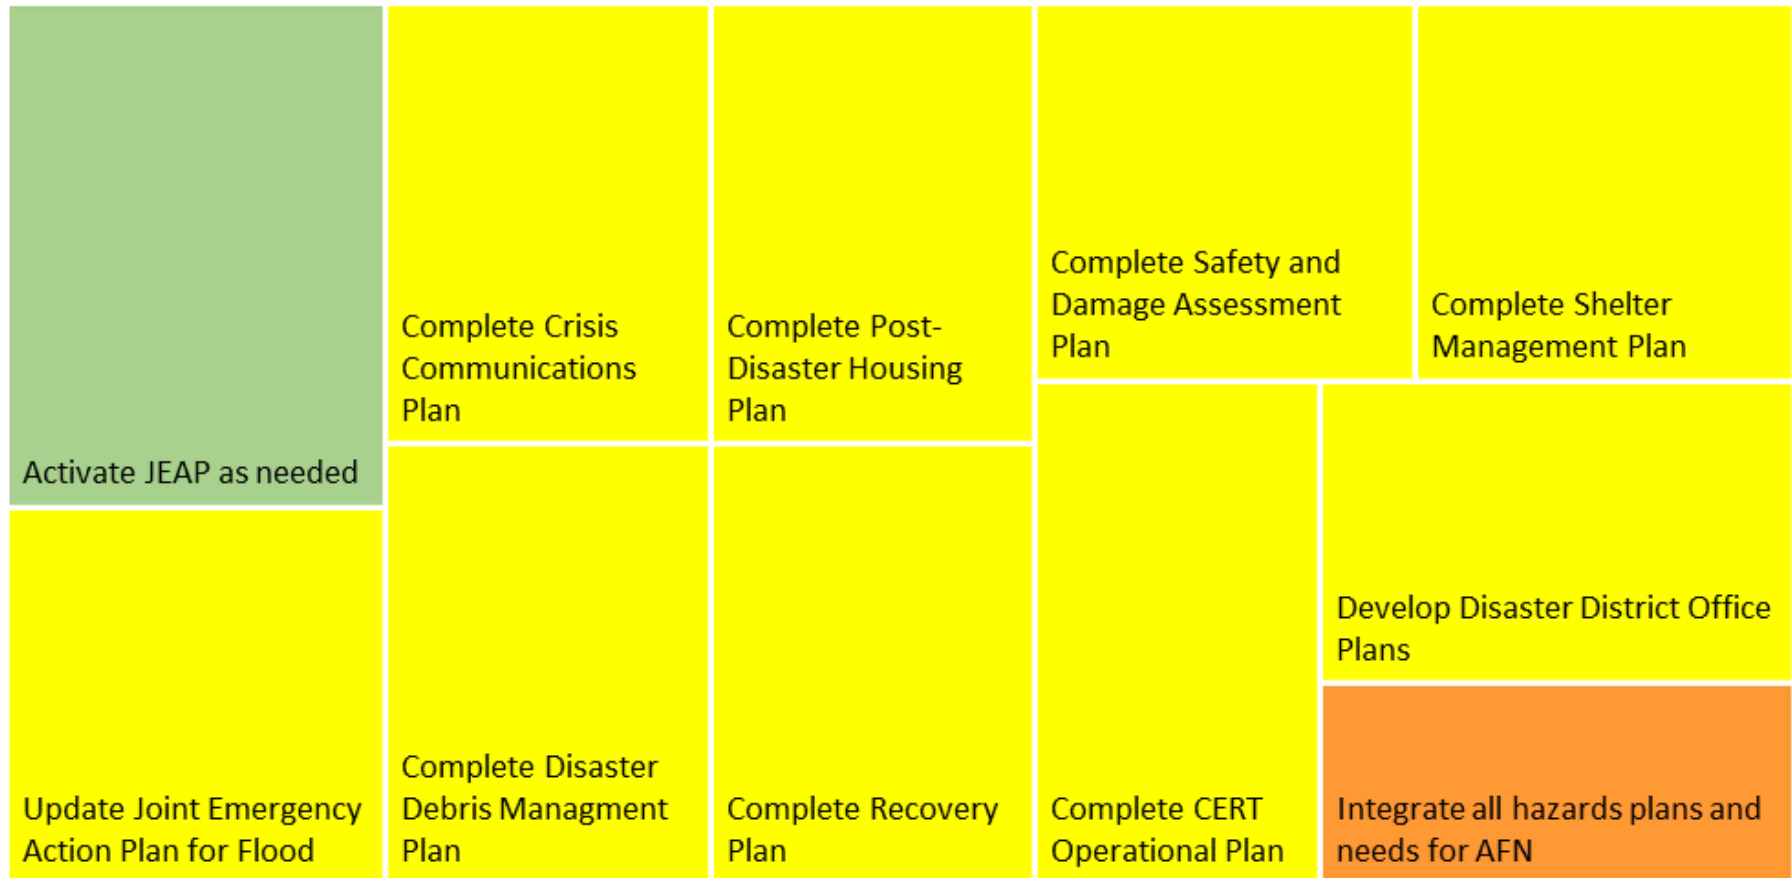 Activate JEAP as needed
Update Joint Emergency
Action Plan for Flood
Complete Crisis
Communications
Plan
Complete Disaster
Debris Managment
Plan
Complete Post-
Disaster Housing
Plan
Complete Recovery
Plan
Complete Safety and
Damage Assessment
Plan
Complete Shelter
Management Plan
Complete CERT
Operational Plan
Develop Disaster District Office
Plans
Integrate all hazards plans and
needs for AFN